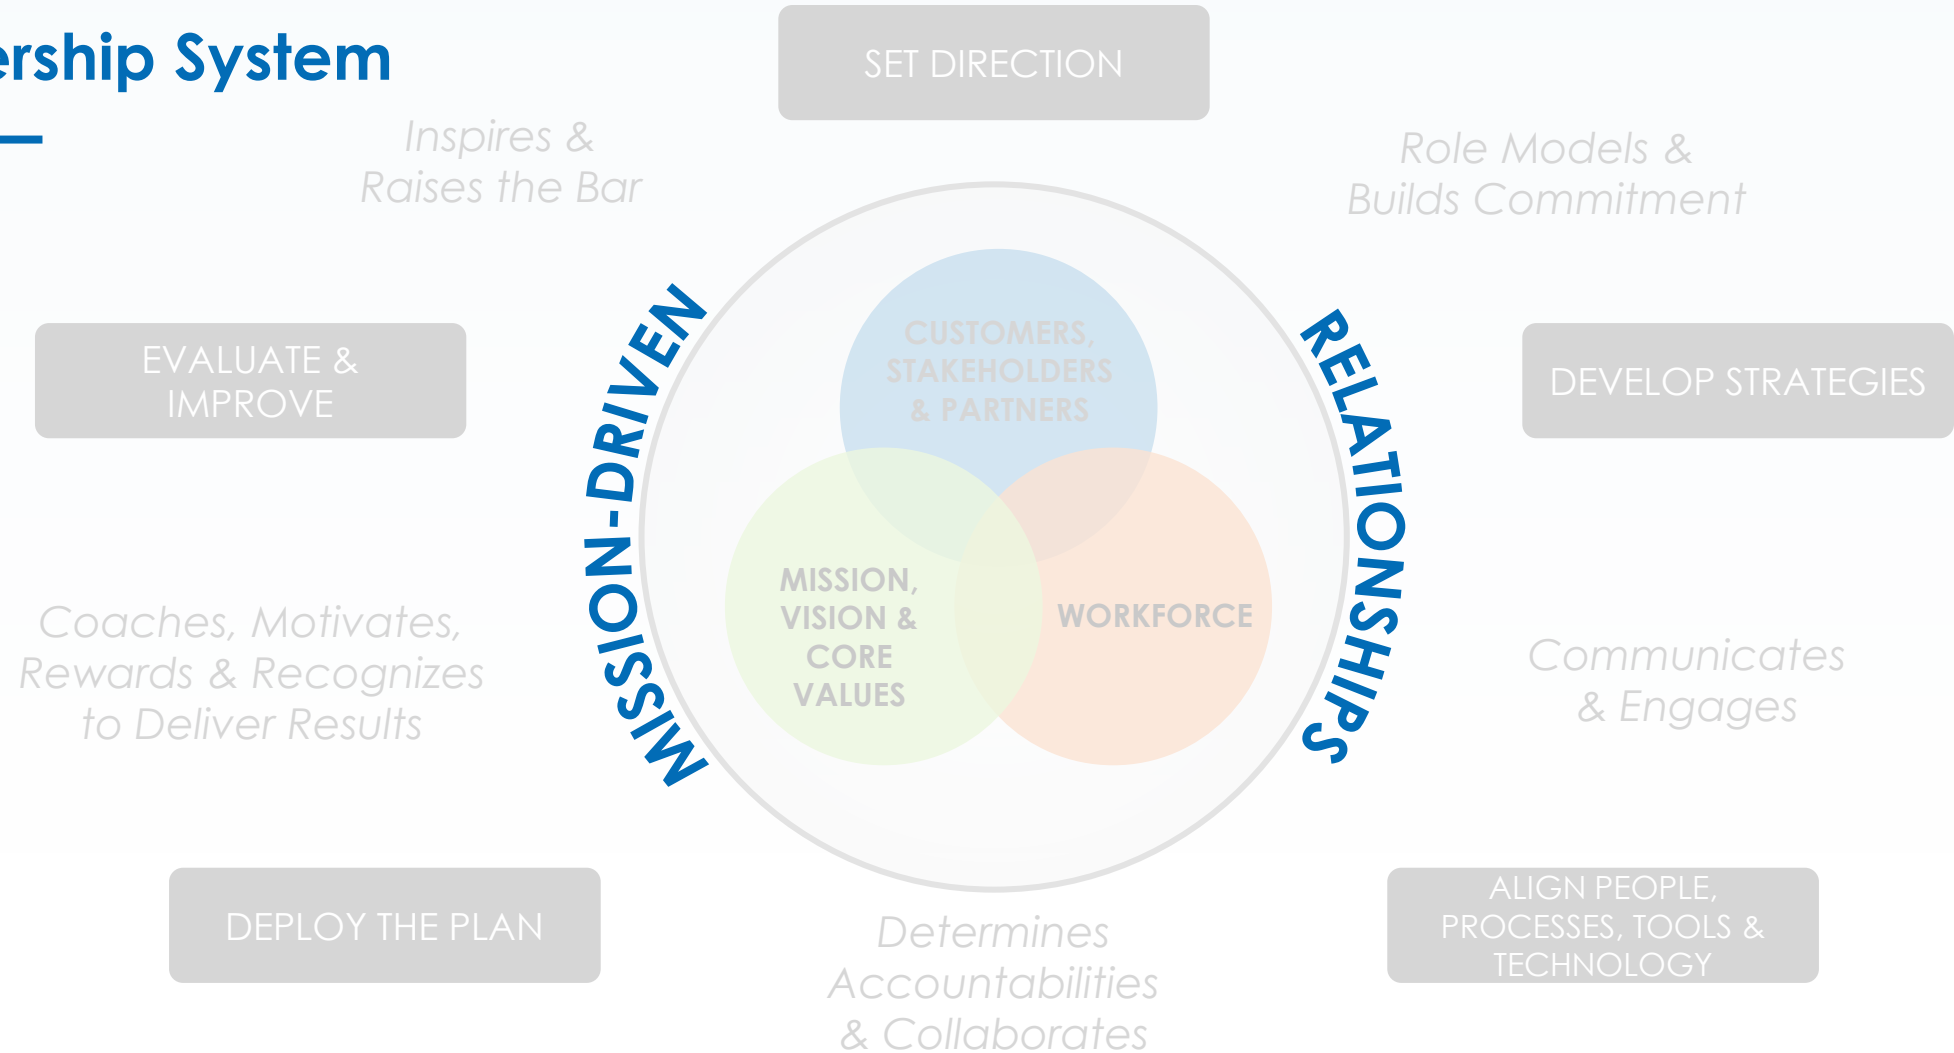 ership System
SET DIRECTION
Inspires &
Raises the Bar
Role Models &
Builds Commitment
EVALUATE &
IMPROVE
MISSION-DRIVEN
CUSTOMERS,
STAKEHOLDERS
& PARTNERS
RELATIONSHIPS
DEVELOP STRATEGIES
MISSION,
VISION &
CORE
VALUES
WORKFORCE
Coaches, Motivates,
Rewards & Recognizes
to Deliver Results
Communicates
& Engages
DEPLOY THE PLAN
Determines
Accountabilities
& Collaborates
ALIGN PEOPLE,
PROCESSES, TOOLS &
TECHNOLOGY